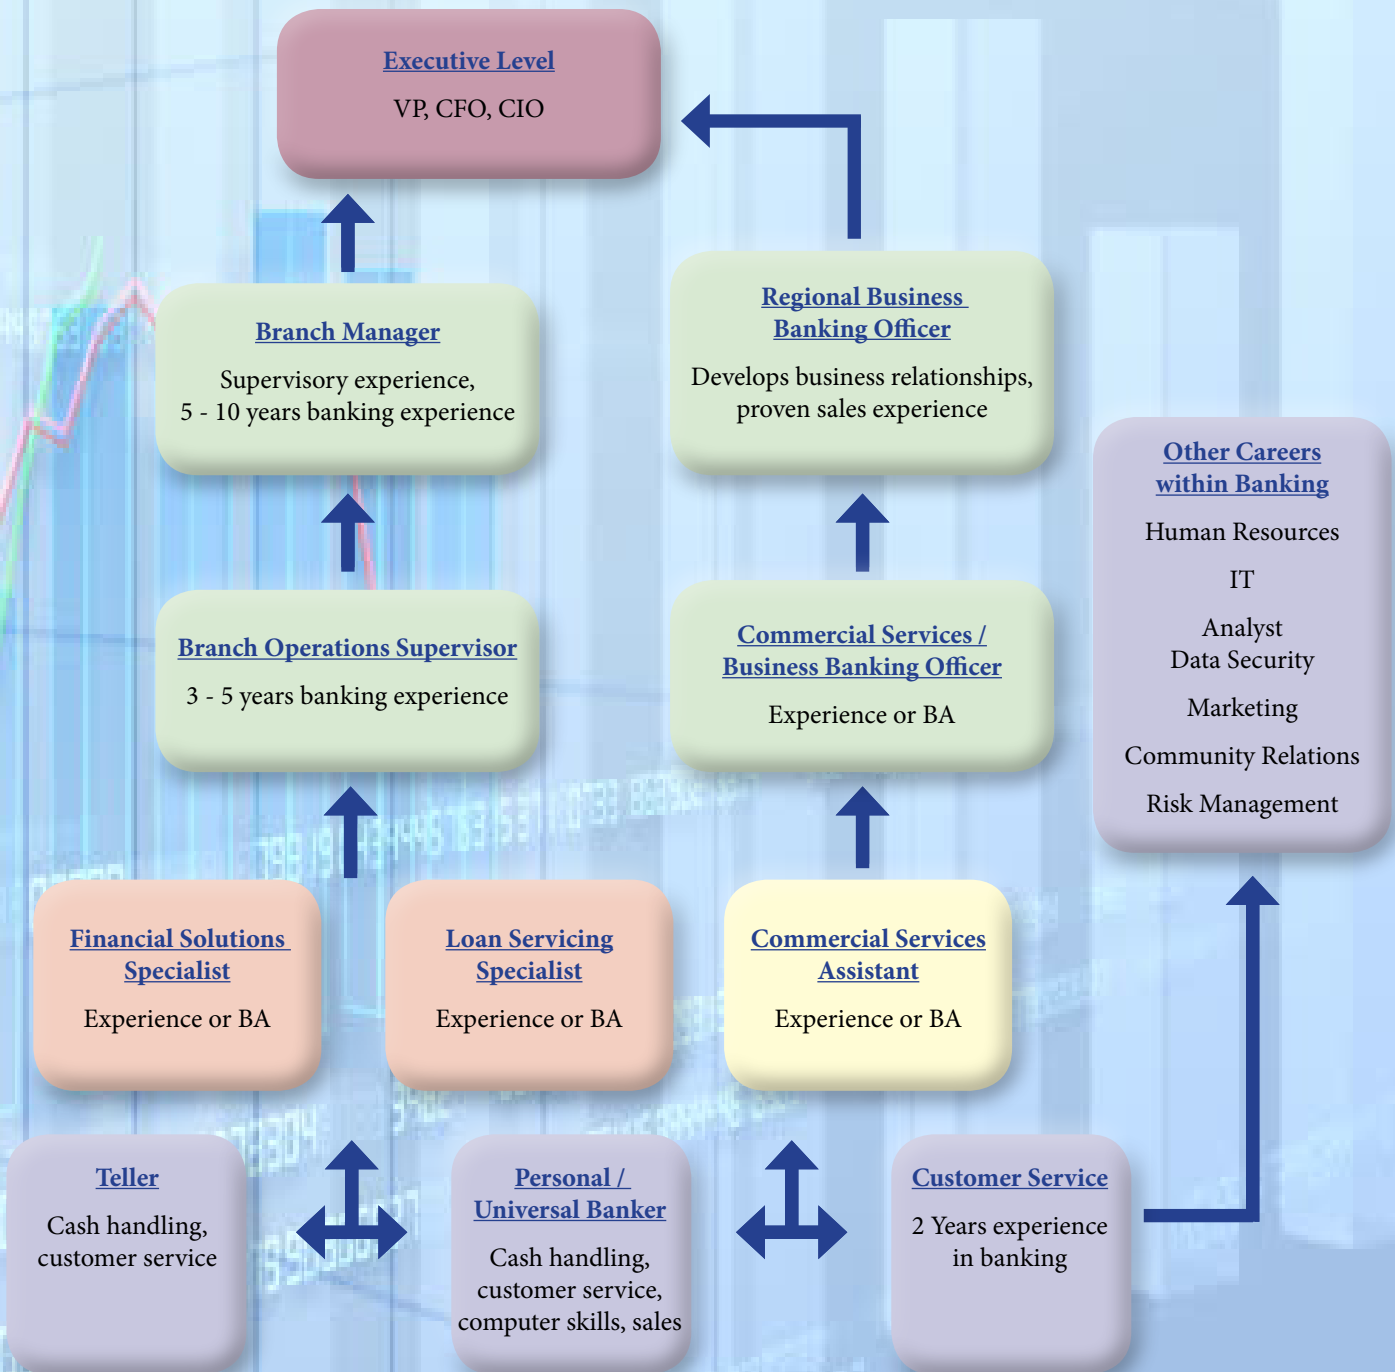 Executive Level
VP, CFO, CIO
Branch Manager
Supervisory experience,
5 - 10 years banking experience
Regional Business
Banking Officer
Develops business relationships,
proven sales experience
Other Careers
within Banking
Human Resources
IT
Analyst
Data Security
Marketing
Community Relations
Risk Management
Branch Operations Supervisor
3 - 5 years banking experience
Commercial Services /
Business Banking Officer
Experience or BA
Financial Solutions
Specialist
Experience or BA
Loan Servicing
Specialist
Experience or BA
Commercial Services
Assistant
Experience or BA
Teller
Cash handling,
customer service
Personal /
Universal Banker
Cash handling,
customer service,
computer skills, sales
Customer Service
2 Years experience
in banking